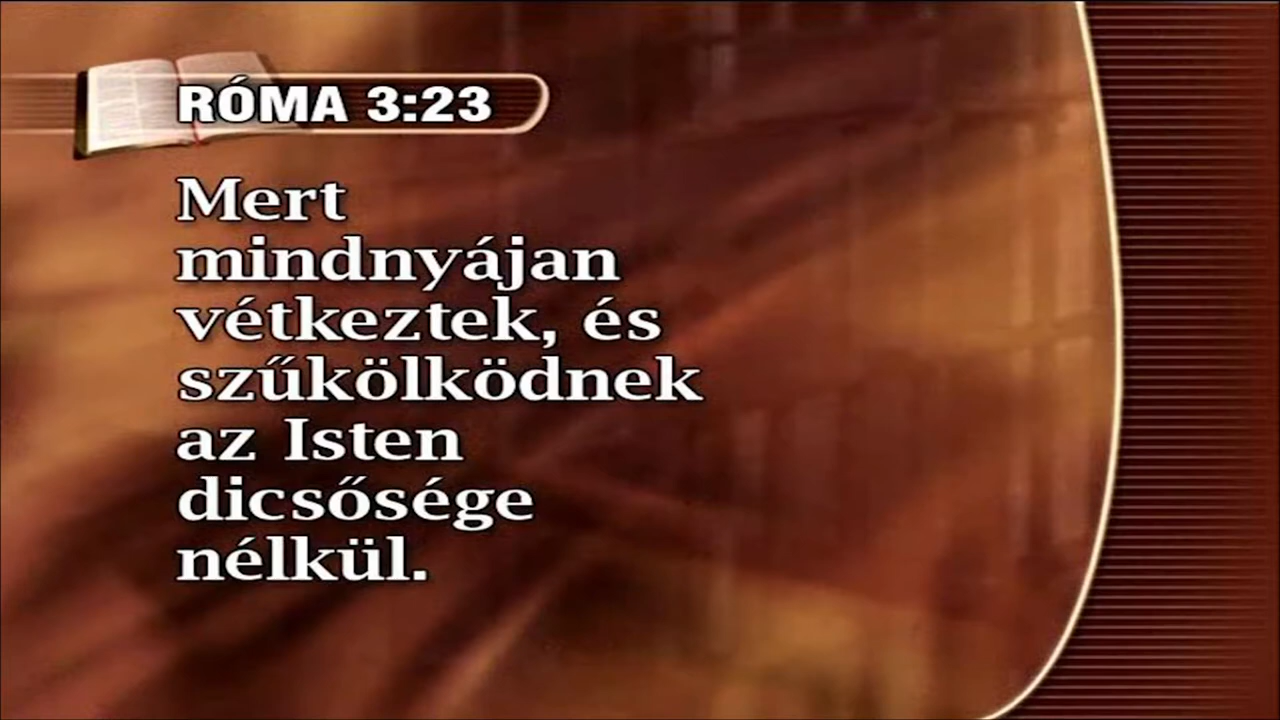 RÓMA 3:23
Mert
mindnyájan
vétkeztek, és
szűkölködnek
az Isten
dicsősége
nélkül.